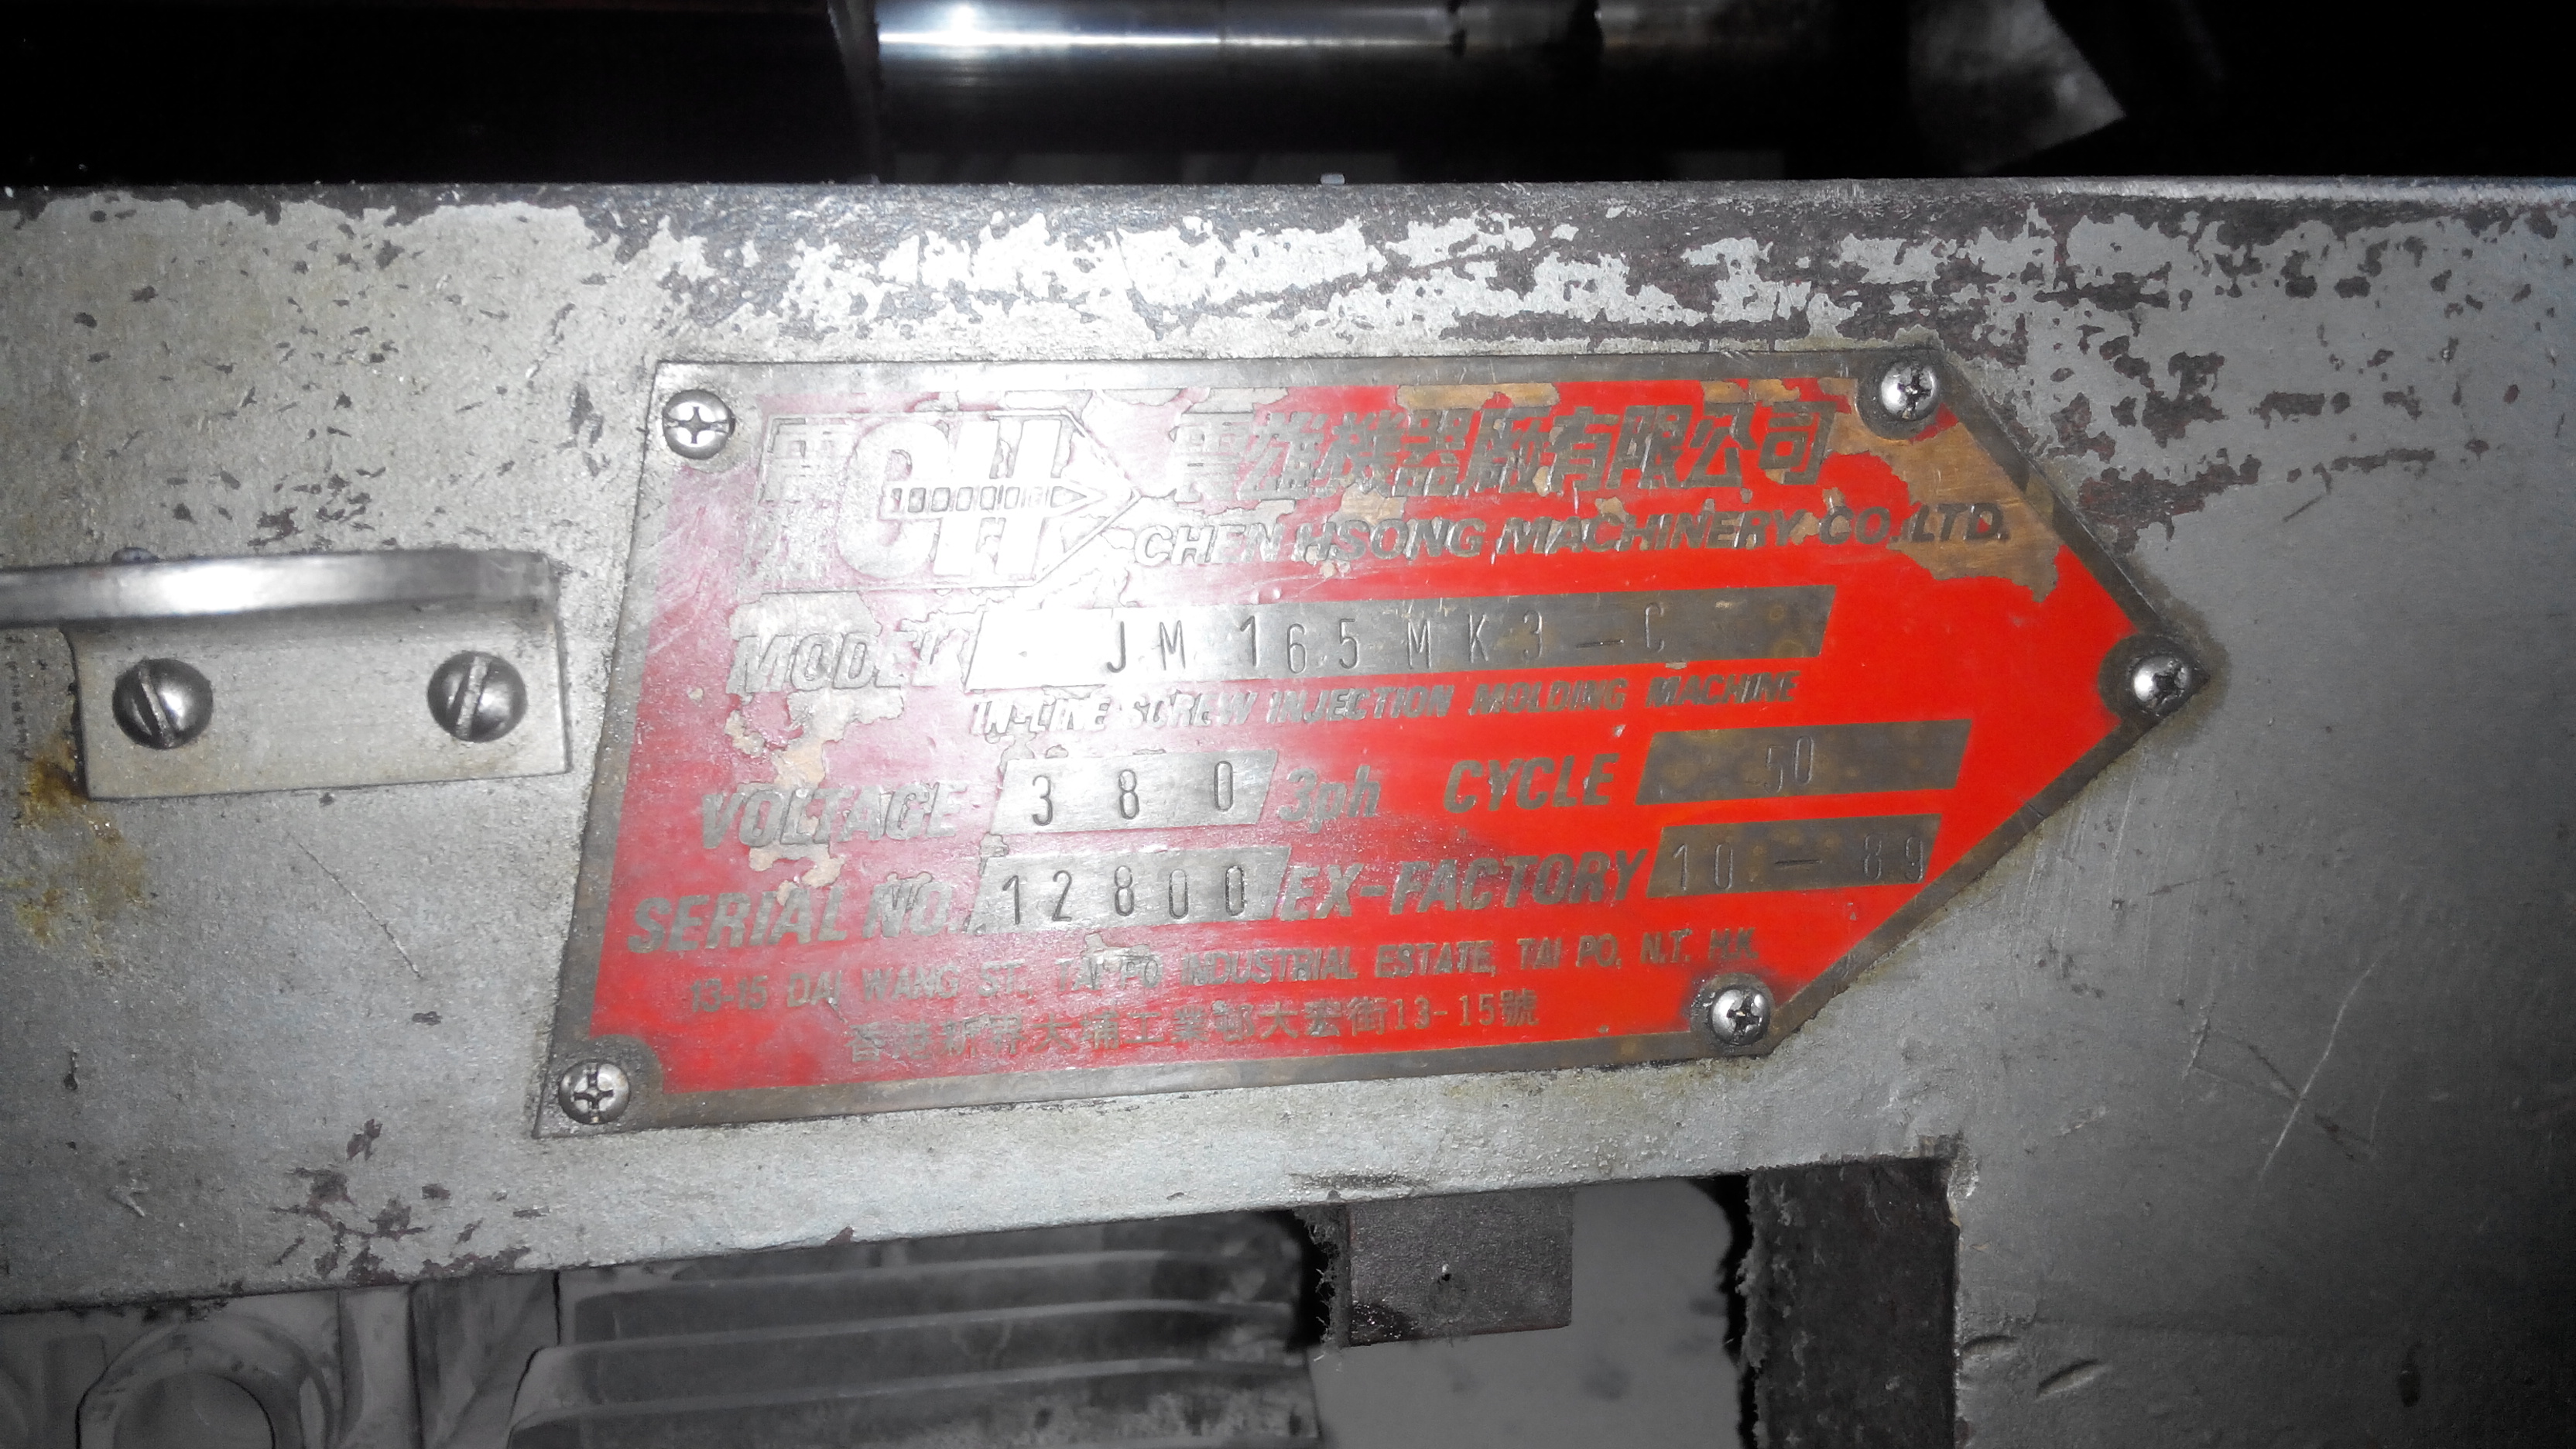 震雄 CH 震雄機器廠有限公司
CHEN HSONG MACHINERY CO. LTD.
MODEL JM 165 MK3-C
IN-LINE SCREW INJECTION MOLDING MACHINE
VOLTAGE 380 3ph CYCLE 50
SERIAL NO. 12800 EX-FACTORY 10-89
13-15 DAI WANG ST., TAI PO INDUSTRIAL ESTATE, TAI PO, N.T. H.K.
香港新界大埔工業邨大宏街13-15號